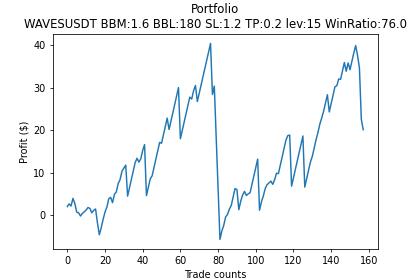 Portfolio
WAVESUSDT BBM:1.6 BBL:180 SL:1.2 TP:0.2 lev:15 WinRatio:76.0
40
30
20
10
0
Profit ($)
0 20 40 60 80 100 120 140 160
Trade counts